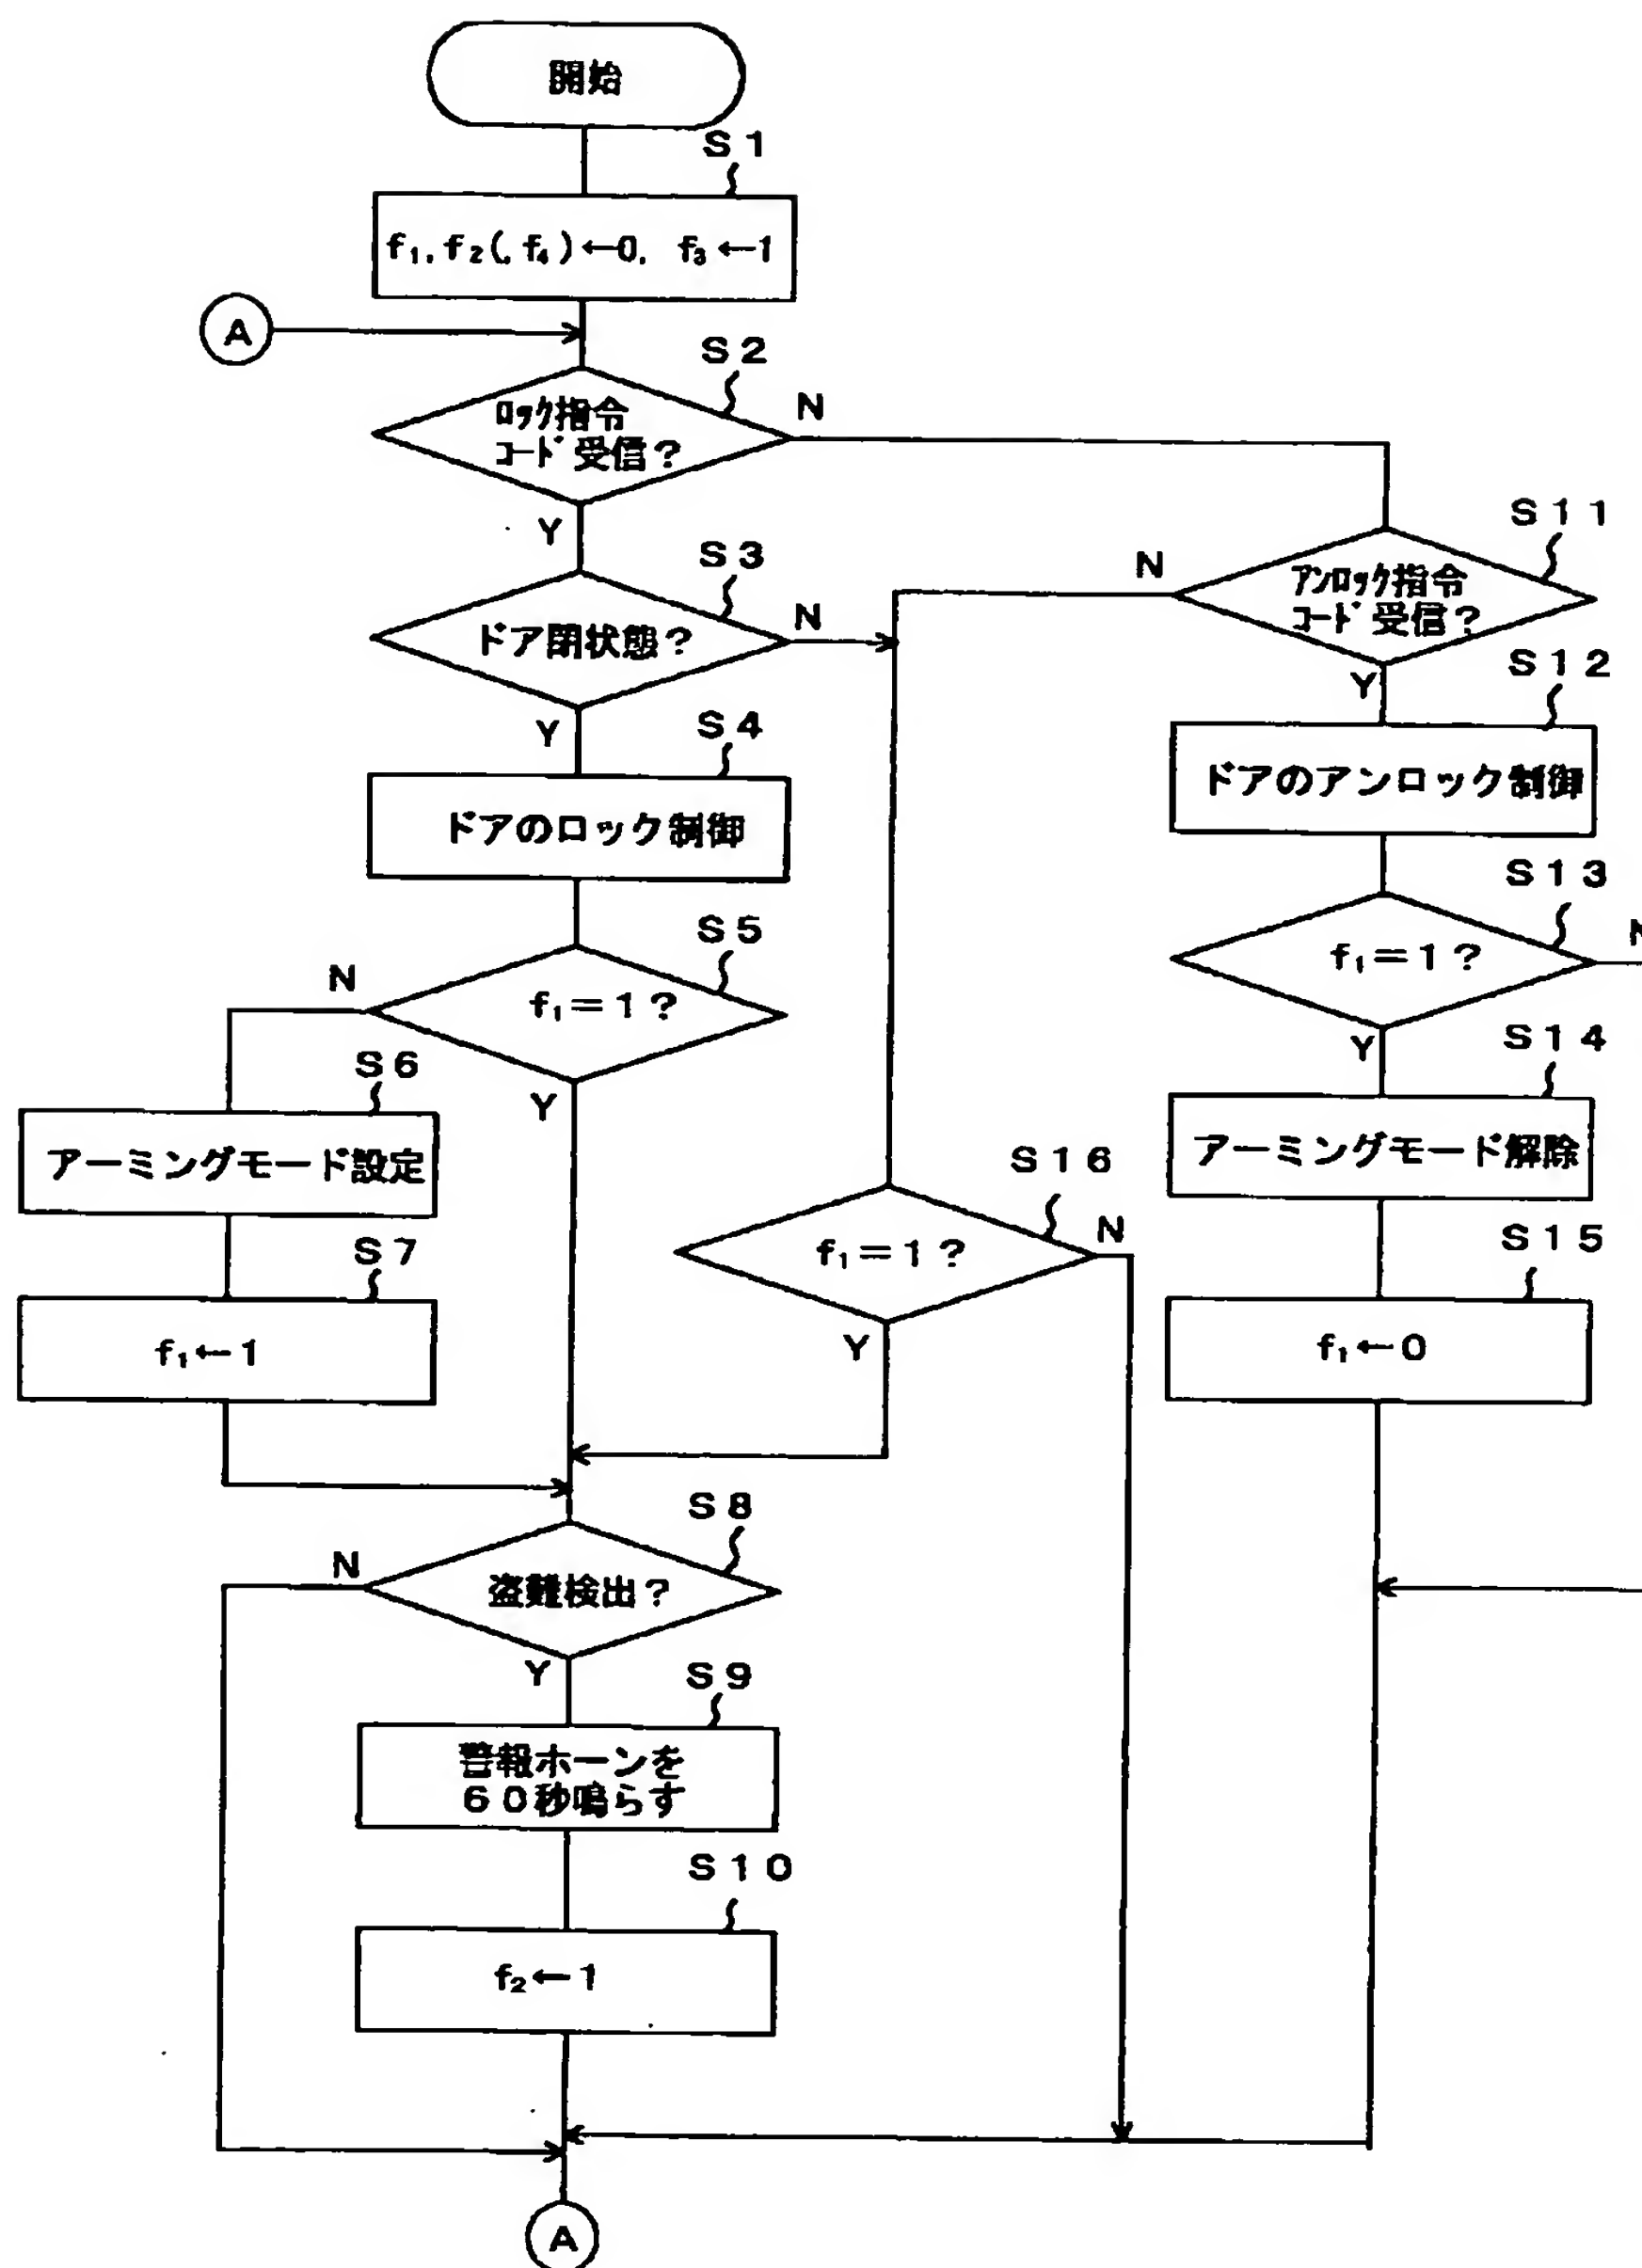 開始
S1
f₁, f₂(, f₄)←0, f₃←1
A
S2
ロック指令
コード受信?
N
Y
S3
ドア閉状態?
N
Y
S4
ドアのロック制御
S5
f₁=1?
N
Y
S6
アーミングモード設定
S7
f₁←1
S8
盗難検出?
N
Y
S9
警報ホーンを
60秒鳴らす
S10
f₂←1
A
S11
アンロック指令
コード受信?
N
Y
S12
ドアのアンロック制御
S13
f₁=1?
N
Y
S14
アーミングモード解除
S15
f₁←0
S16
f₁=1?
N
Y